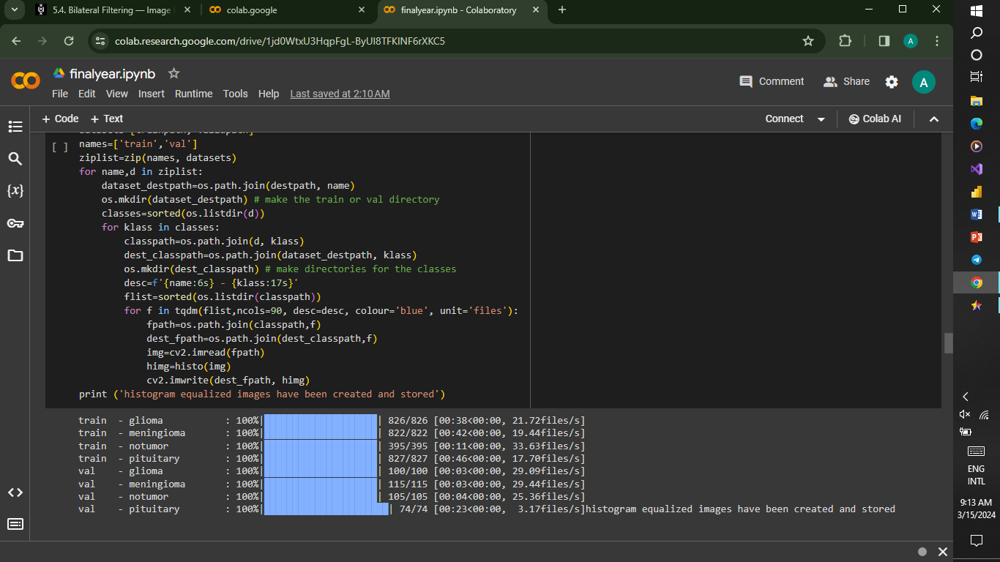 5.4. Bilateral Filtering — Image
colab.google
finalyear.ipynb - Colaboratory
colab.research.google.com/drive/1jd0WtxU3HqpFgL-ByUI8TFKlNF6rXKC5
A
finalyear.ipynb
Comment
Share
A
File Edit View Insert Runtime Tools Help Last saved at 2:10 AM
+ Code + Text
Connect
Colab AI
[ ]
names=['train','val']
ziplist=zip(names, datasets)
for name,d in ziplist:
    dataset_destpath=os.path.join(destpath, name)
    os.mkdir(dataset_destpath) # make the train or val directory
    classes=sorted(os.listdir(d))
    for klass in classes:
        classpath=os.path.join(d, klass)
        dest_classpath=os.path.join(dataset_destpath, klass)
        os.mkdir(dest_classpath) # make directories for the classes
        desc=f'{name:6s} - {klass:17s}'
        flist=sorted(os.listdir(classpath))
        for f in tqdm(flist,ncols=90, desc=desc, colour='blue', unit='files'):
            fpath=os.path.join(classpath,f)
            dest_fpath=os.path.join(dest_classpath,f)
            img=cv2.imread(fpath)
            himg=histo(img)
            cv2.imwrite(dest_fpath, himg)
print ('histogram equalized images have been created and stored')
train - glioma : 100%| | 826/826 [00:38<00:00, 21.72files/s]
train - meningioma : 100%| | 822/822 [00:42<00:00, 19.44files/s]
train - notumor : 100%| | 395/395 [00:11<00:00, 33.63files/s]
train - pituitary : 100%| | 827/827 [00:46<00:00, 17.70files/s]
val - glioma : 100%| | 100/100 [00:03<00:00, 29.09files/s]
val - meningioma : 100%| | 115/115 [00:03<00:00, 29.44files/s]
val - notumor : 100%| | 105/105 [00:04<00:00, 25.36files/s]
val - pituitary : 100%| | 74/74 [00:23<00:00, 3.17files/s]histogram equalized images have been created and stored
ENG
INTL
9:13 AM
3/15/2024